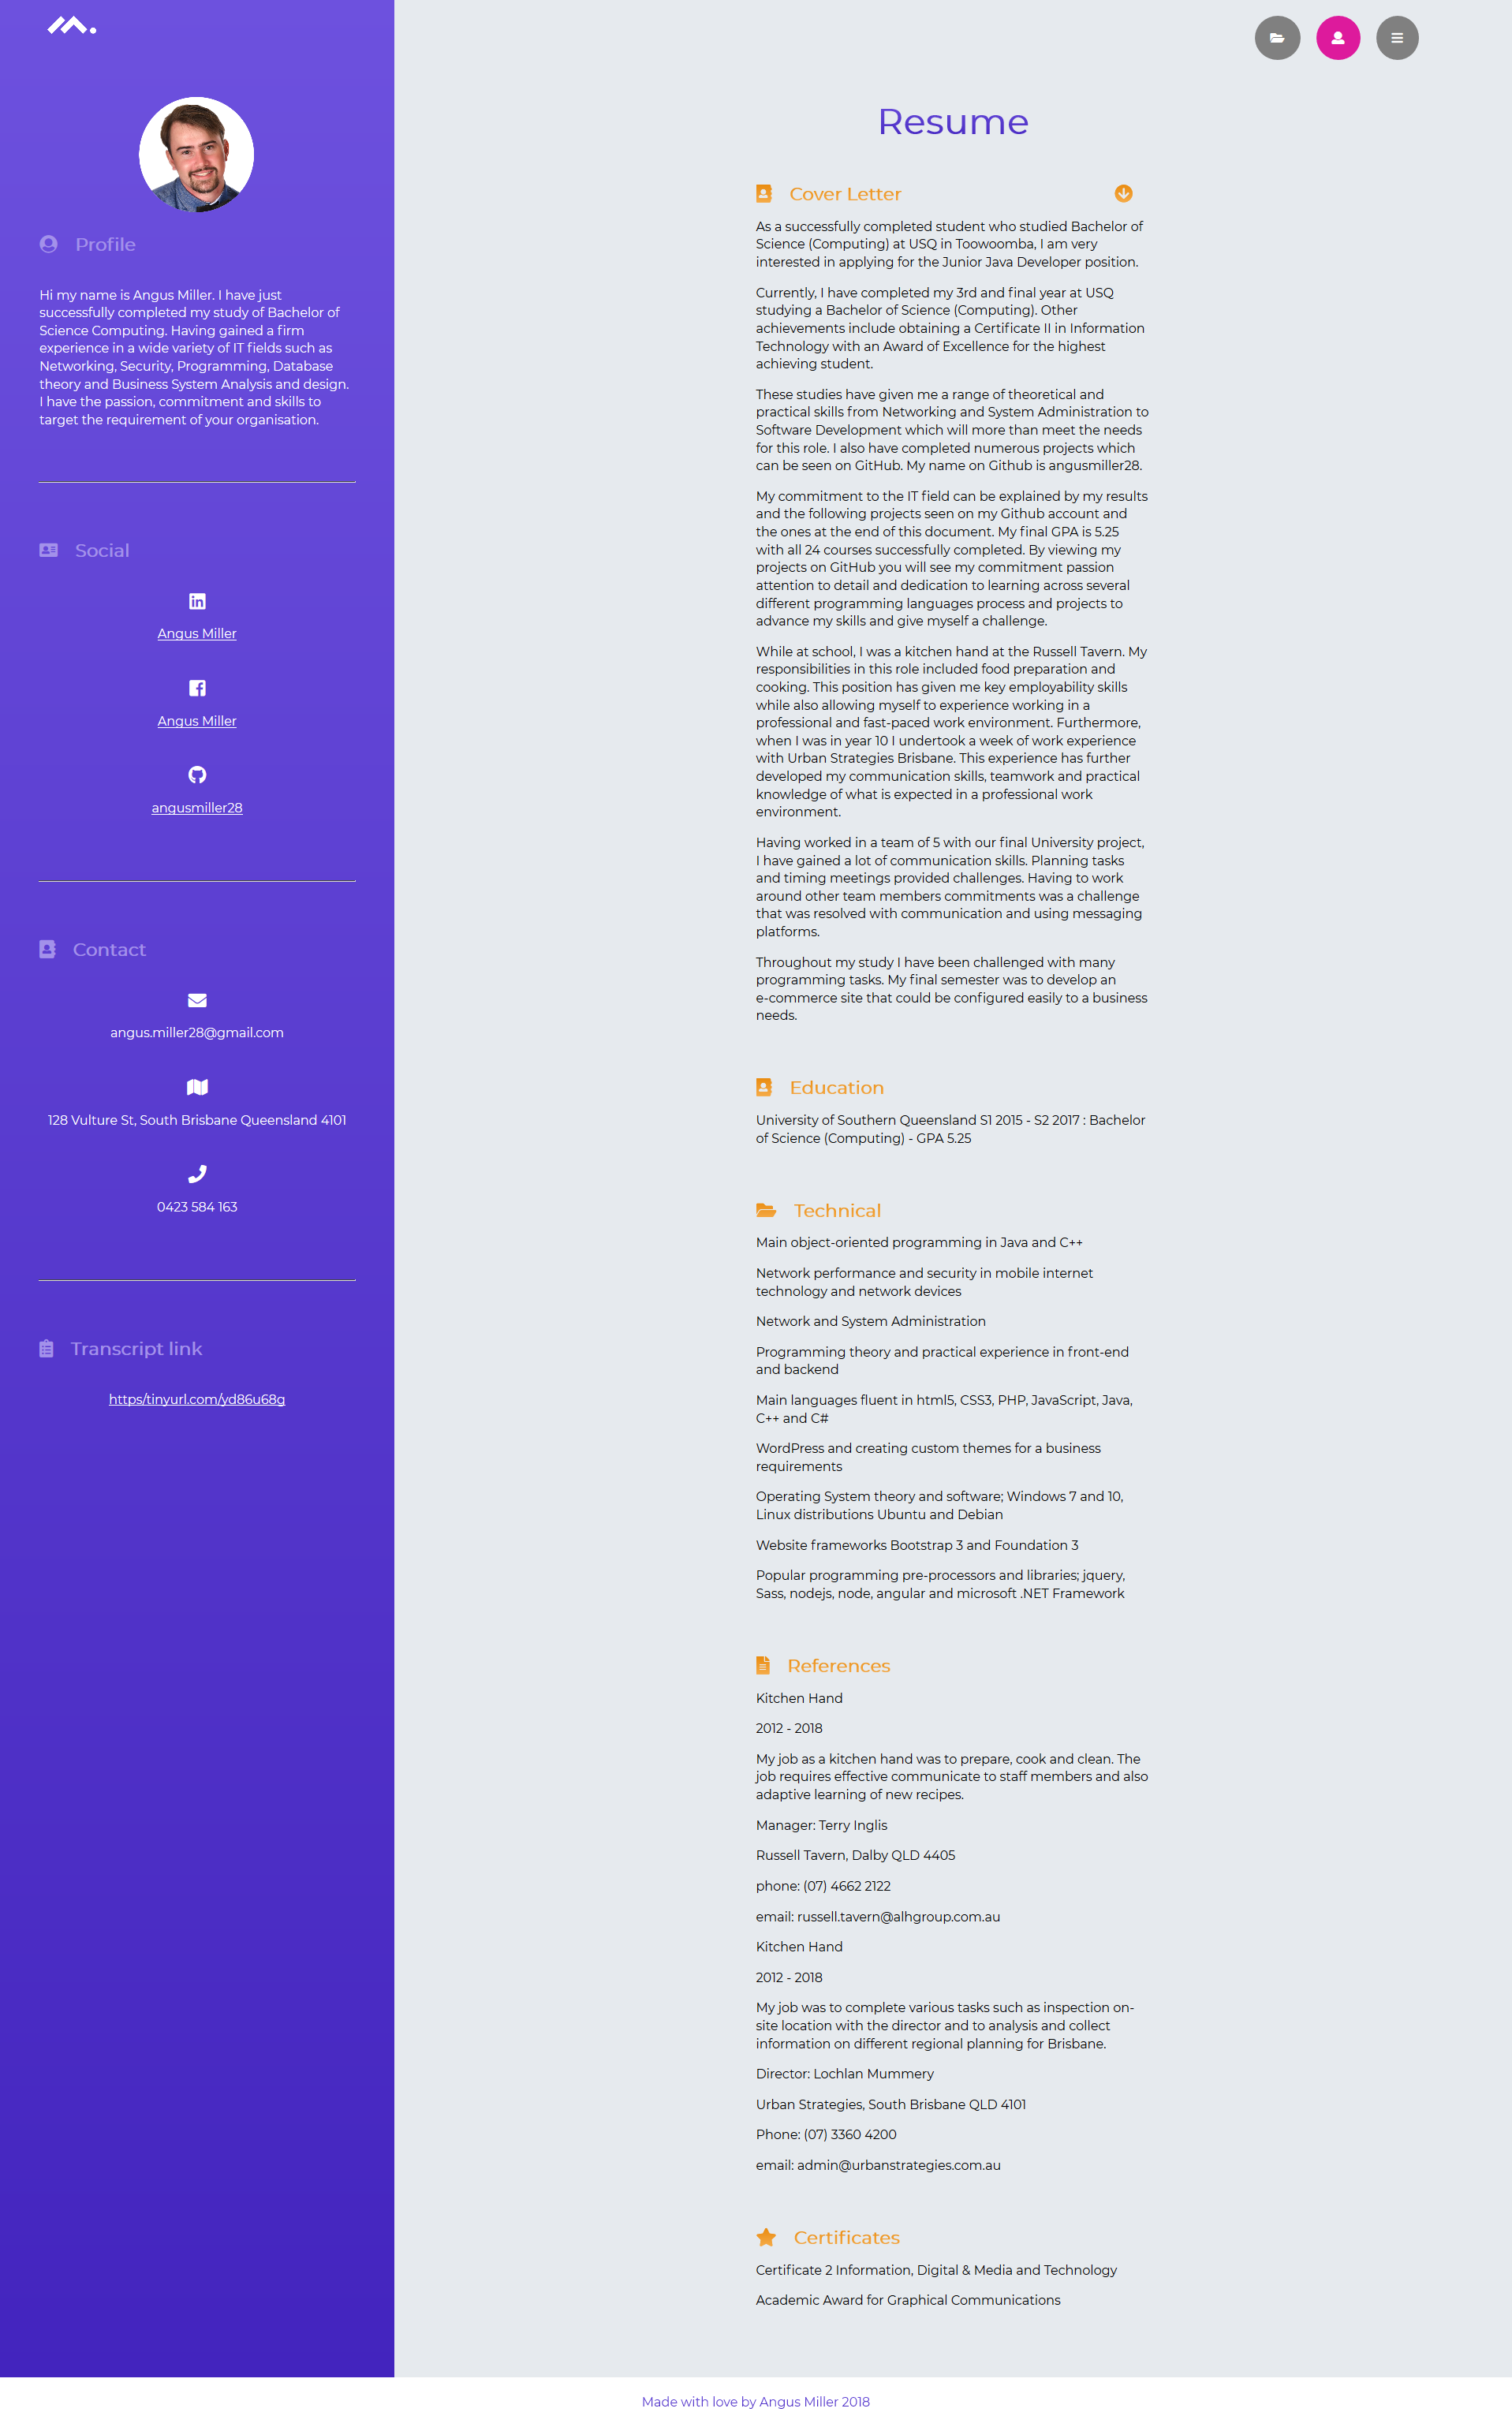 Profile
Hi my name is Angus Miller. I have just
successfully completed my study of Bachelor of
Science Computing. Having gained a firm
experience in a wide variety of IT fields such as
Networking, Security, Programming, Database
theory and Business System Analysis and design.
I have the passion, commitment and skills to
target the requirement of your organisation.
Social
Angus Miller
Angus Miller
angusmiller28
Contact
angus.miller28@gmail.com
128 Vulture St, South Brisbane Queensland 4101
0423 584 163
Transcript link
https/tinyurl.com/yd86u68g
Resume
Cover Letter
As a successfully completed student who studied Bachelor of
Science (Computing) at USQ in Toowoomba, I am very
interested in applying for the Junior Java Developer position.
Currently, I have completed my 3rd and final year at USQ
studying a Bachelor of Science (Computing). Other
achievements include obtaining a Certificate II in Information
Technology with an Award of Excellence for the highest
achieving student.
These studies have given me a range of theoretical and
practical skills from Networking and System Administration to
Software Development which will more than meet the needs
for this role. I also have completed numerous projects which
can be seen on GitHub. My name on Github is angusmiller28.
My commitment to the IT field can be explained by my results
and the following projects seen on my Github account and
the ones at the end of this document. My final GPA is 5.25
with all 24 courses successfully completed. By viewing my
projects on GitHub you will see my commitment passion
attention to detail and dedication to learning across several
different programming languages process and projects to
advance my skills and give myself a challenge.
While at school, I was a kitchen hand at the Russell Tavern. My
responsibilities in this role included food preparation and
cooking. This position has given me key employability skills
while also allowing myself to experience working in a
professional and fast-paced work environment. Furthermore,
when I was in year 10 I undertook a week of work experience
with Urban Strategies Brisbane. This experience has further
developed my communication skills, teamwork and practical
knowledge of what is expected in a professional work
environment.
Having worked in a team of 5 with our final University project,
I have gained a lot of communication skills. Planning tasks
and timing meetings provided challenges. Having to work
around other team members commitments was a challenge
that was resolved with communication and using messaging
platforms.
Throughout my study I have been challenged with many
programming tasks. My final semester was to develop an
e-commerce site that could be configured easily to a business
needs.
Education
University of Southern Queensland S1 2015 - S2 2017 : Bachelor
of Science (Computing) - GPA 5.25
Technical
Main object-oriented programming in Java and C++
Network performance and security in mobile internet
technology and network devices
Network and System Administration
Programming theory and practical experience in front-end
and backend
Main languages fluent in html5, CSS3, PHP, JavaScript, Java,
C++ and C#
WordPress and creating custom themes for a business
requirements
Operating System theory and software; Windows 7 and 10,
Linux distributions Ubuntu and Debian
Website frameworks Bootstrap 3 and Foundation 3
Popular programming pre-processors and libraries; jquery,
Sass, nodejs, node, angular and microsoft .NET Framework
References
Kitchen Hand
2012 - 2018
My job as a kitchen hand was to prepare, cook and clean. The
job requires effective communicate to staff members and also
adaptive learning of new recipes.
Manager: Terry Inglis
Russell Tavern, Dalby QLD 4405
phone: (07) 4662 2122
email: russell.tavern@alhgroup.com.au
Kitchen Hand
2012 - 2018
My job was to complete various tasks such as inspection on-
site location with the director and to analysis and collect
information on different regional planning for Brisbane.
Director: Lochlan Mummery
Urban Strategies, South Brisbane QLD 4101
Phone: (07) 3360 4200
email: admin@urbanstrategies.com.au
Certificates
Certificate 2 Information, Digital & Media and Technology
Academic Award for Graphical Communications
Made with love by Angus Miller 2018